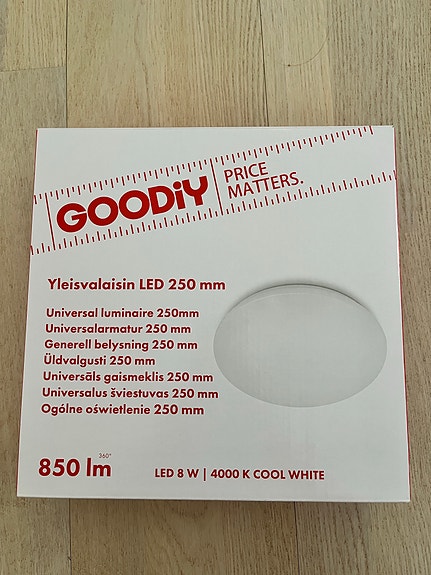 GOODiY
PRICE
MATTERS.
Yleisvalaisin LED 250 mm
Universal luminaire 250mm
Universalarmatur 250 mm
Generell belysning 250 mm
Üldvalgusti 250 mm
Universāls gaismeklis 250 mm
Universalus šviestuvas 250 mm
Ogólne oświetlenie 250 mm
360°
850 lm
LED 8 W | 4000 K COOL WHITE